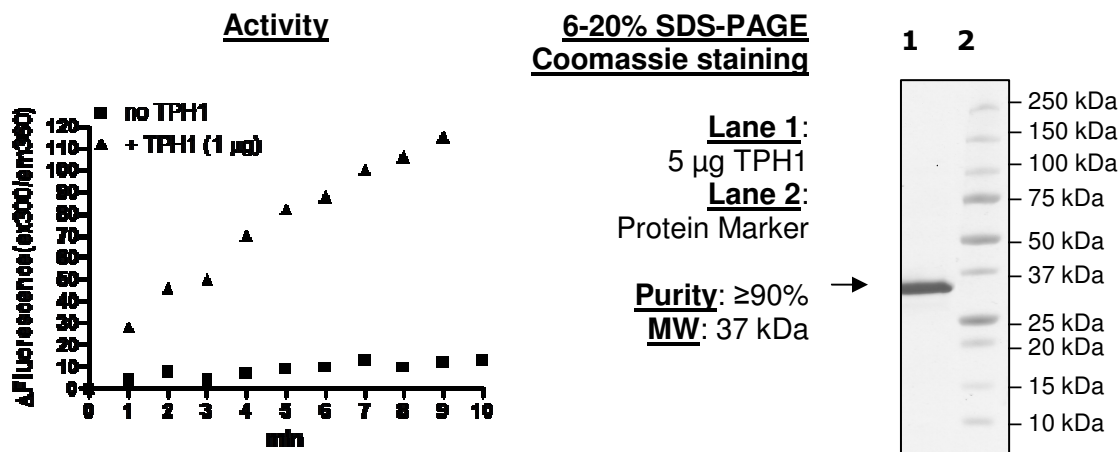 Activity
■ no TPH1
▲ + TPH1 (1 µg)
ΔFluorescence(ex300/em360)
120
110
100
90
80
70
60
50
40
30
20
10
0
0 1 2 3 4 5 6 7 8 9 10
min
6-20% SDS-PAGE
Coomassie staining
Lane 1:
5 µg TPH1
Lane 2:
Protein Marker
Purity: ≥90%
MW: 37 kDa
1 2
250 kDa
150 kDa
100 kDa
75 kDa
50 kDa
37 kDa
25 kDa
20 kDa
15 kDa
10 kDa